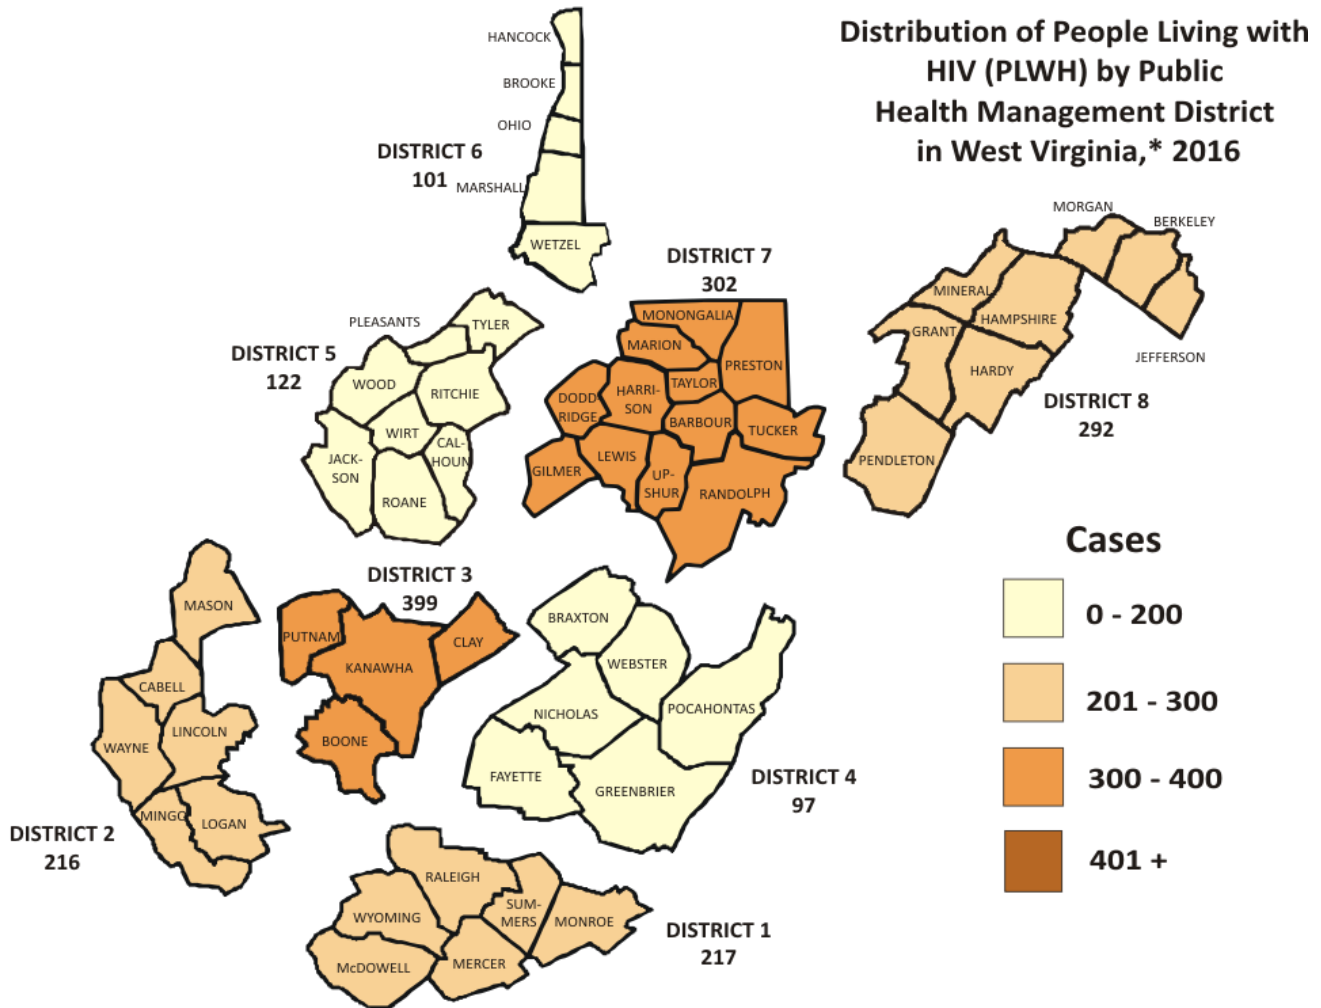 Distribution of People Living with
HIV (PLWH) by Public
Health Management District
in West Virginia,* 2016
HANCOCK
BROOKE
OHIO
DISTRICT 6
101
MARSHALL
WETZEL
DISTRICT 7
302
MONONGALIA
MARION
PRESTON
TAYLOR
HARRI-
SON
DODD
RIDGE
BARBOUR
TUCKER
LEWIS
GILMER
UP-
SHUR
RANDOLPH
MORGAN
BERKELEY
MINERAL
HAMPSHIRE
GRANT
JEFFERSON
HARDY
DISTRICT 8
292
PENDLETON
PLEASANTS
TYLER
DISTRICT 5
122
WOOD
RITCHIE
WIRT
CAL-
HOUN
JACK-
SON
ROANE
Cases
0 - 200
201 - 300
300 - 400
401 +
DISTRICT 3
399
PUTNAM
KANAWHA
CLAY
BOONE
MASON
CABELL
LINCOLN
WAYNE
MINGO
LOGAN
DISTRICT 2
216
BRAXTON
WEBSTER
NICHOLAS
POCAHONTAS
FAYETTE
GREENBRIER
DISTRICT 4
97
RALEIGH
SUM-
MERS
WYOMING
MONROE
McDOWELL
MERCER
DISTRICT 1
217